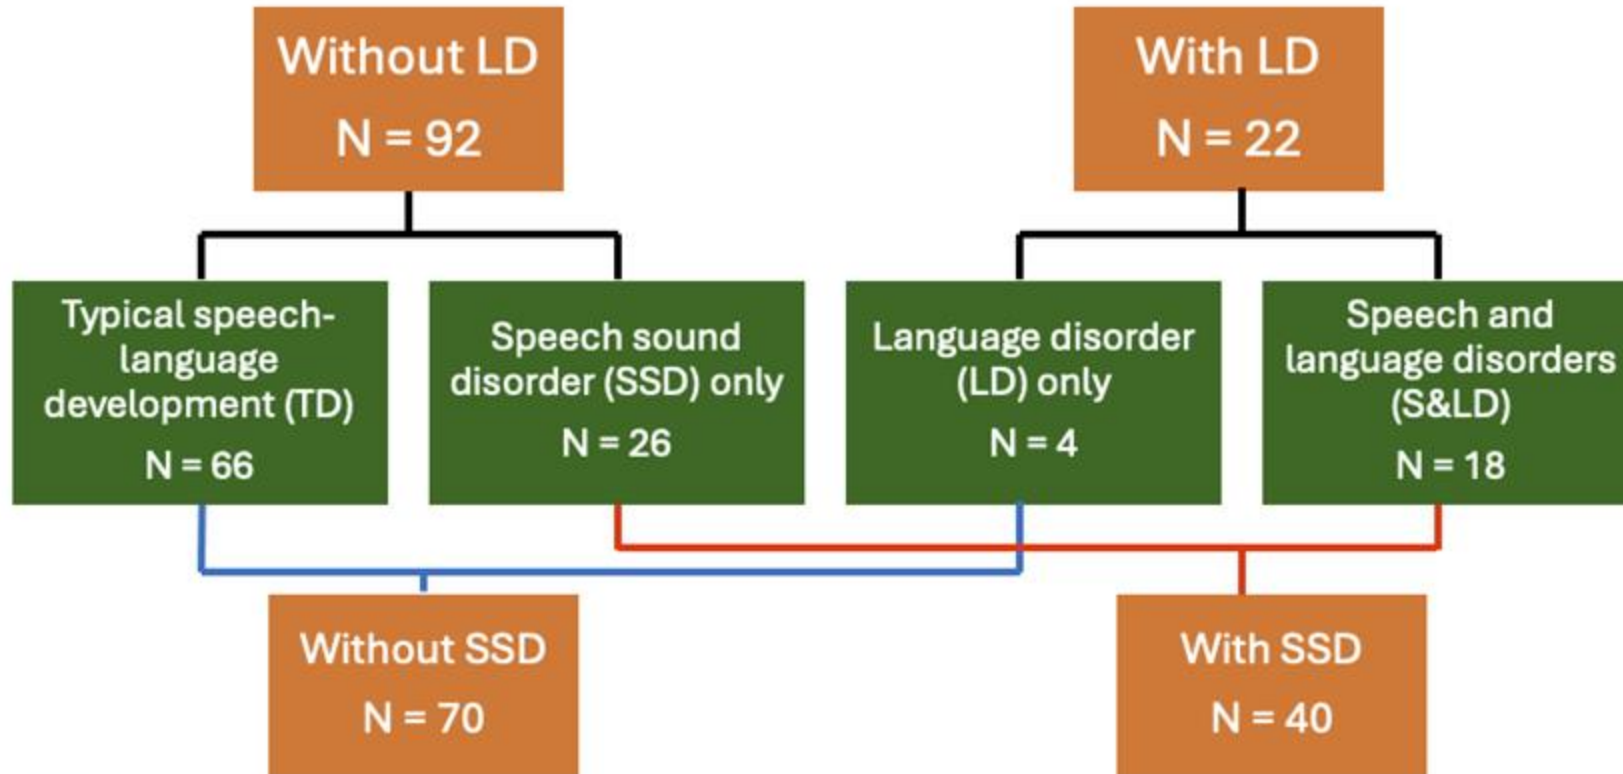 Without LD
N = 92
With LD
N = 22
Typical speech-
language
development (TD)
N = 66
Speech sound
disorder (SSD) only
N = 26
Language disorder
(LD) only
N = 4
Speech and
language disorders
(S&LD)
N = 18
Without SSD
N = 70
With SSD
N = 40